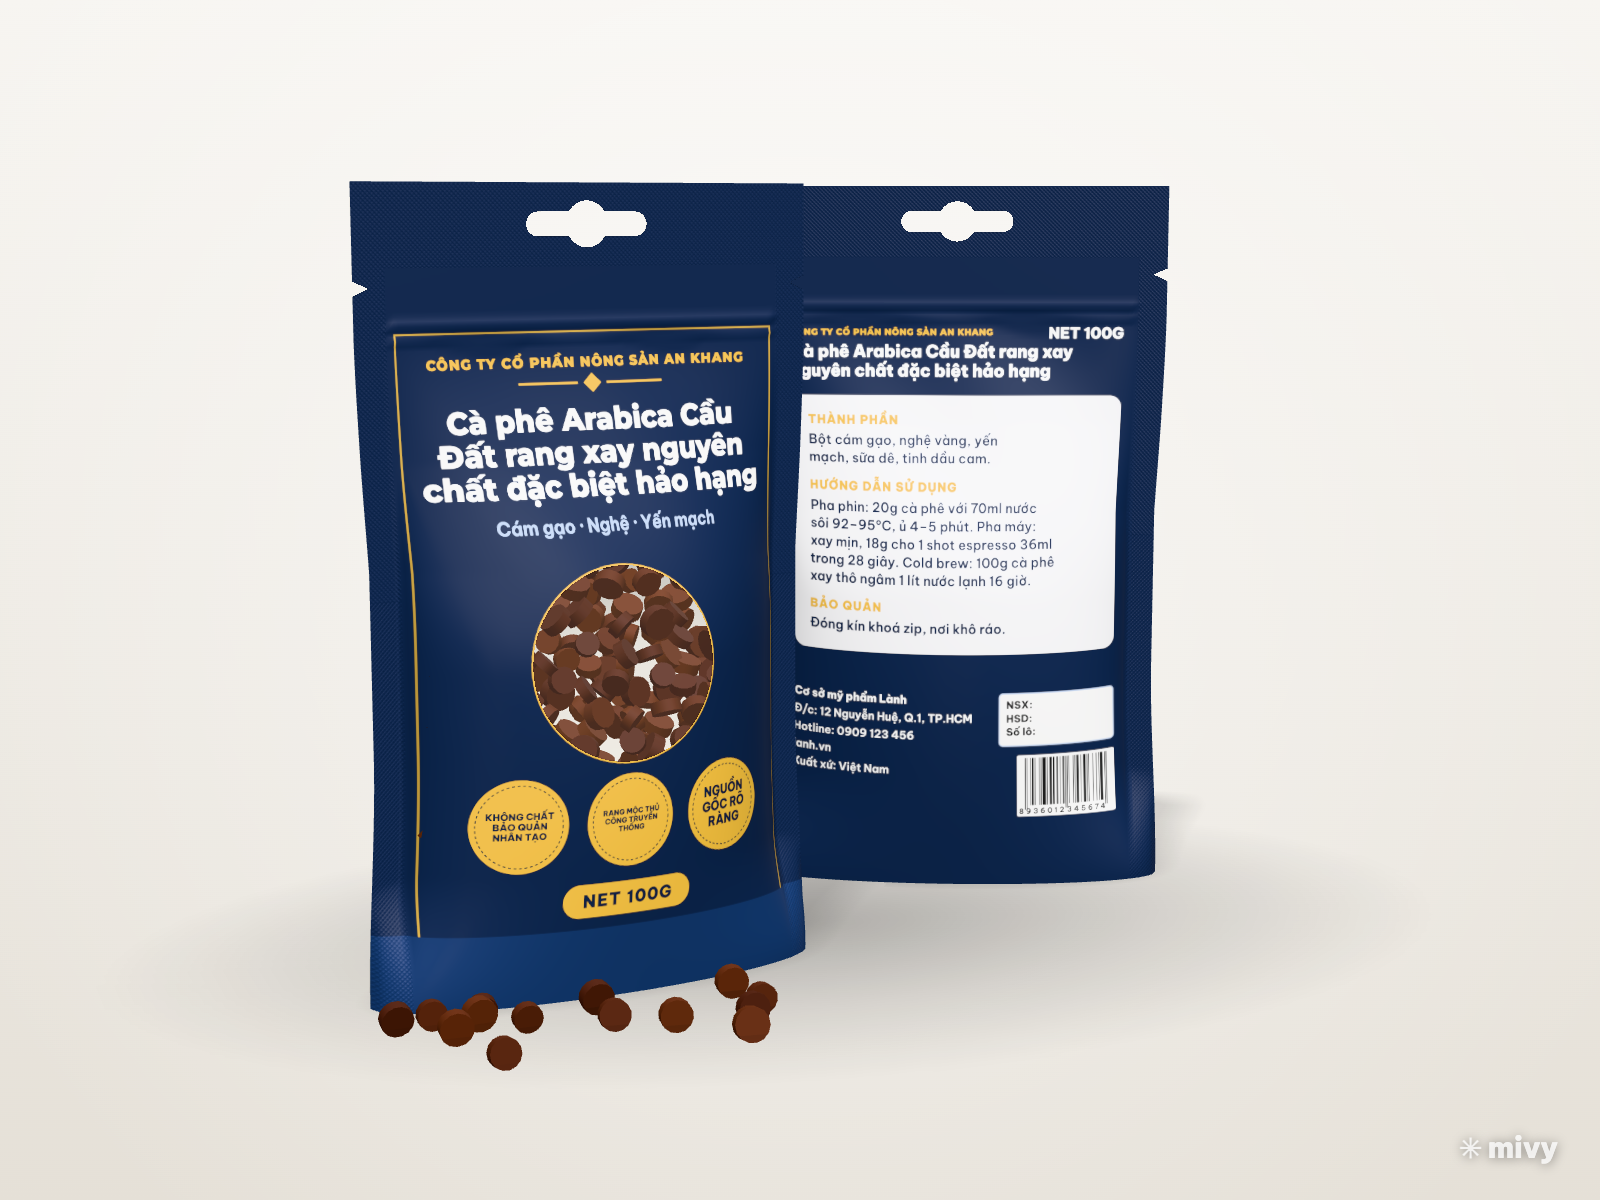 CÔNG TY CỔ PHẦN NÔNG SẢN AN KHANG
Cà phê Arabica Cầu
Đất rang xay nguyên
chất đặc biệt hảo hạng
Cám gạo · Nghệ · Yến mạch
KHÔNG CHẤT
BẢO QUẢN
NHÂN TẠO
RANG MỘC THỦ
CÔNG TRUYỀN
THỐNG
NGUỒN
GỐC RÕ
RÀNG
NET 100G
NG TY CỔ PHẦN NÔNG SẢN AN KHANG
NET 100G
à phê Arabica Cầu Đất rang xay
guyên chất đặc biệt hảo hạng
THÀNH PHẦN
Bột cám gạo, nghệ vàng, yến
mạch, sữa dê, tinh dầu cam.
HƯỚNG DẪN SỬ DỤNG
Pha phin: 20g cà phê với 70ml nước
sôi 92–95°C, ủ 4–5 phút. Pha máy:
xay mịn, 18g cho 1 shot espresso 36ml
trong 28 giây. Cold brew: 100g cà phê
xay thô ngâm 1 lít nước lạnh 16 giờ.
BẢO QUẢN
Đóng kín khoá zip, nơi khô ráo.
Cơ sở mỹ phẩm Lành
Đ/c: 12 Nguyễn Huệ, Q.1, TP.HCM
Hotline: 0909 123 456
lanh.vn
Xuất xứ: Việt Nam
NSX:
HSD:
Số lô:
8936012345674
mivy